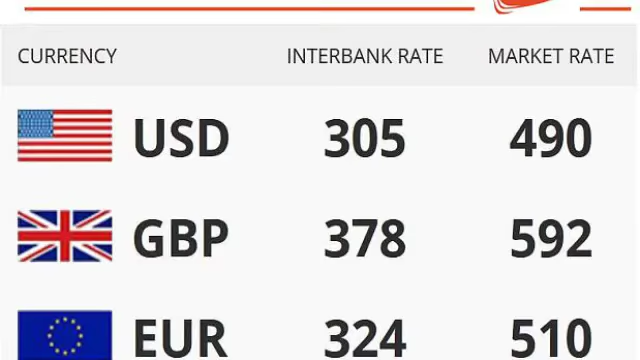 CURRENCY INTERBANK RATE MARKET RATE
USD 305 490
GBP 378 592
EUR 324 510